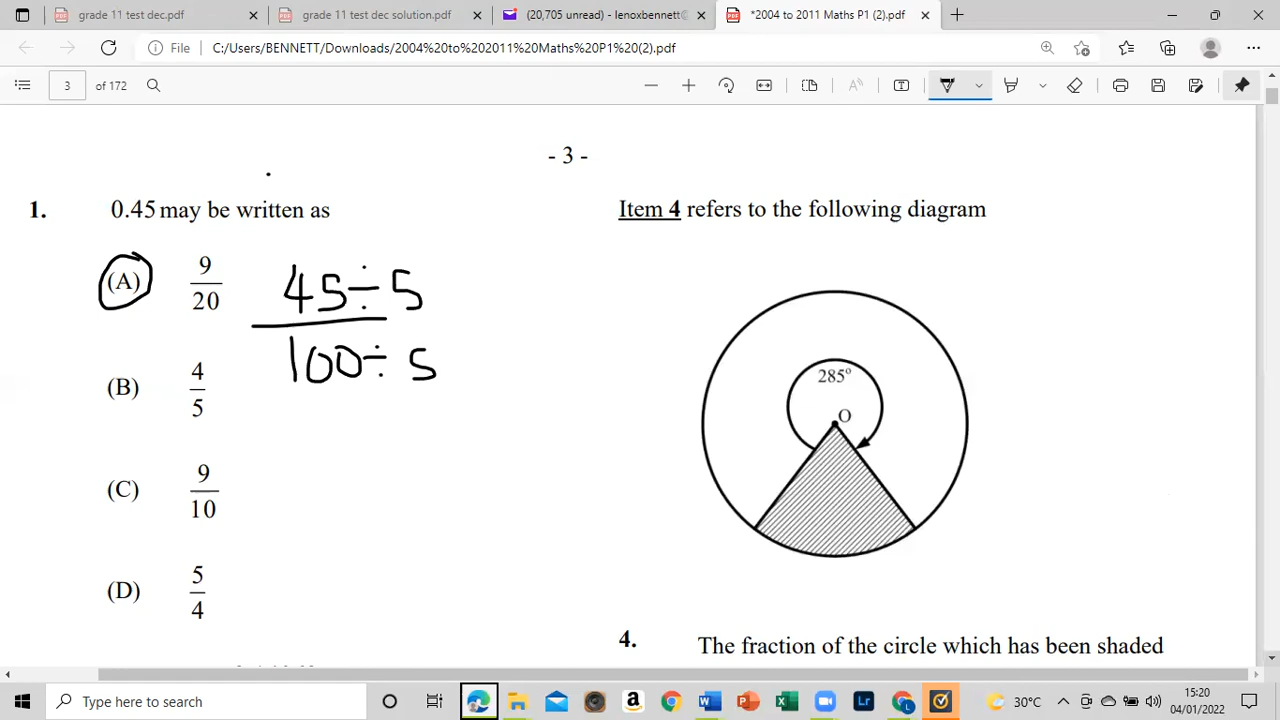 grade 11 test dec.pdf
grade 11 test dec solution.pdf
(20,705 unread) - lenoxbennett@
*2004 to 2011 Maths P1 (2).pdf
File
C:/Users/BENNETT/Downloads/2004%20to%202011%20Maths%20P1%20(2).pdf
3 of 172
- 3 -
1. 0.45 may be written as
(A) 9/20
45÷5
100÷5
(B) 4/5
(C) 9/10
(D) 5/4
Item 4 refers to the following diagram
285°
O
4. The fraction of the circle which has been shaded
Type here to search
30°C
15:20
04/01/2022